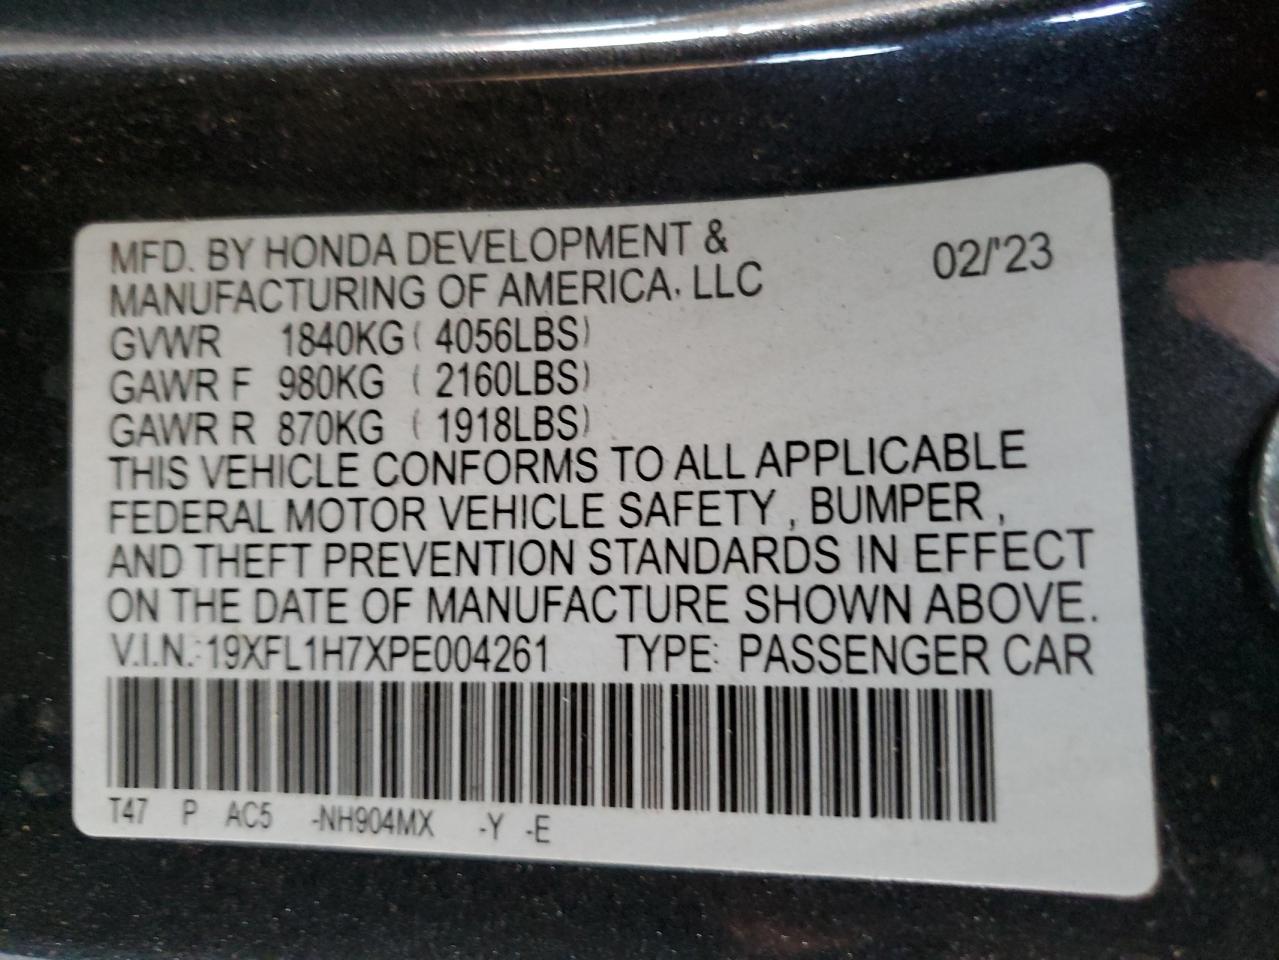 MFD. BY HONDA DEVELOPMENT &
MANUFACTURING OF AMERICA, LLC
02/'23
GVWR 1840KG ( 4056LBS)
GAWR F 980KG ( 2160LBS)
GAWR R 870KG ( 1918LBS)
THIS VEHICLE CONFORMS TO ALL APPLICABLE
FEDERAL MOTOR VEHICLE SAFETY , BUMPER ,
AND THEFT PREVENTION STANDARDS IN EFFECT
ON THE DATE OF MANUFACTURE SHOWN ABOVE.
V.I.N.: 19XFL1H7XPE004261 TYPE: PASSENGER CAR
T47 P AC5 -NH904MX -Y -E